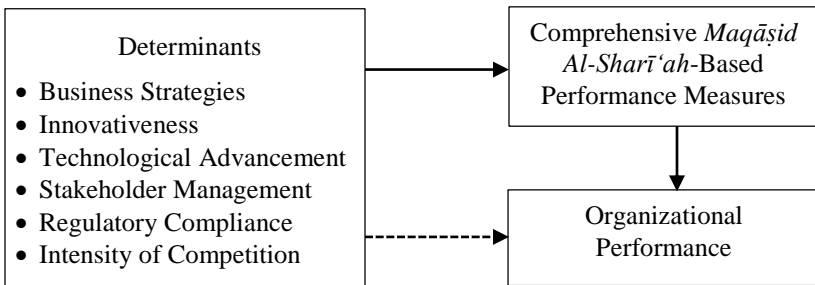 Determinants
• Business Strategies
• Innovativeness
• Technological Advancement
• Stakeholder Management
• Regulatory Compliance
• Intensity of Competition
Comprehensive Maqāṣid
Al-Sharī‘ah-Based
Performance Measures
Organizational
Performance